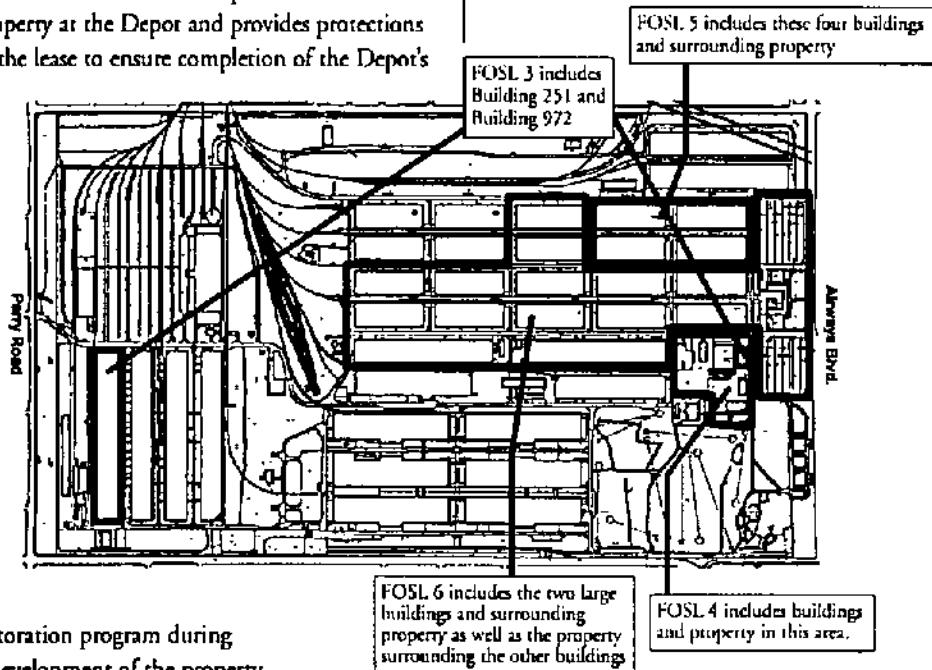 operty at the Depot and provides protections
the lease to ensure completion of the Depot's
FOSL 5 includes these four buildings
and surrounding property
FOSL 3 includes
Building 251 and
Building 972
Perry Road
Airways Blvd.
FOSL 6 includes the two large
buildings and surrounding
property as well as the property
surrounding the other buildings
FOSL 4 includes buildings
and property in this area.
toration program during